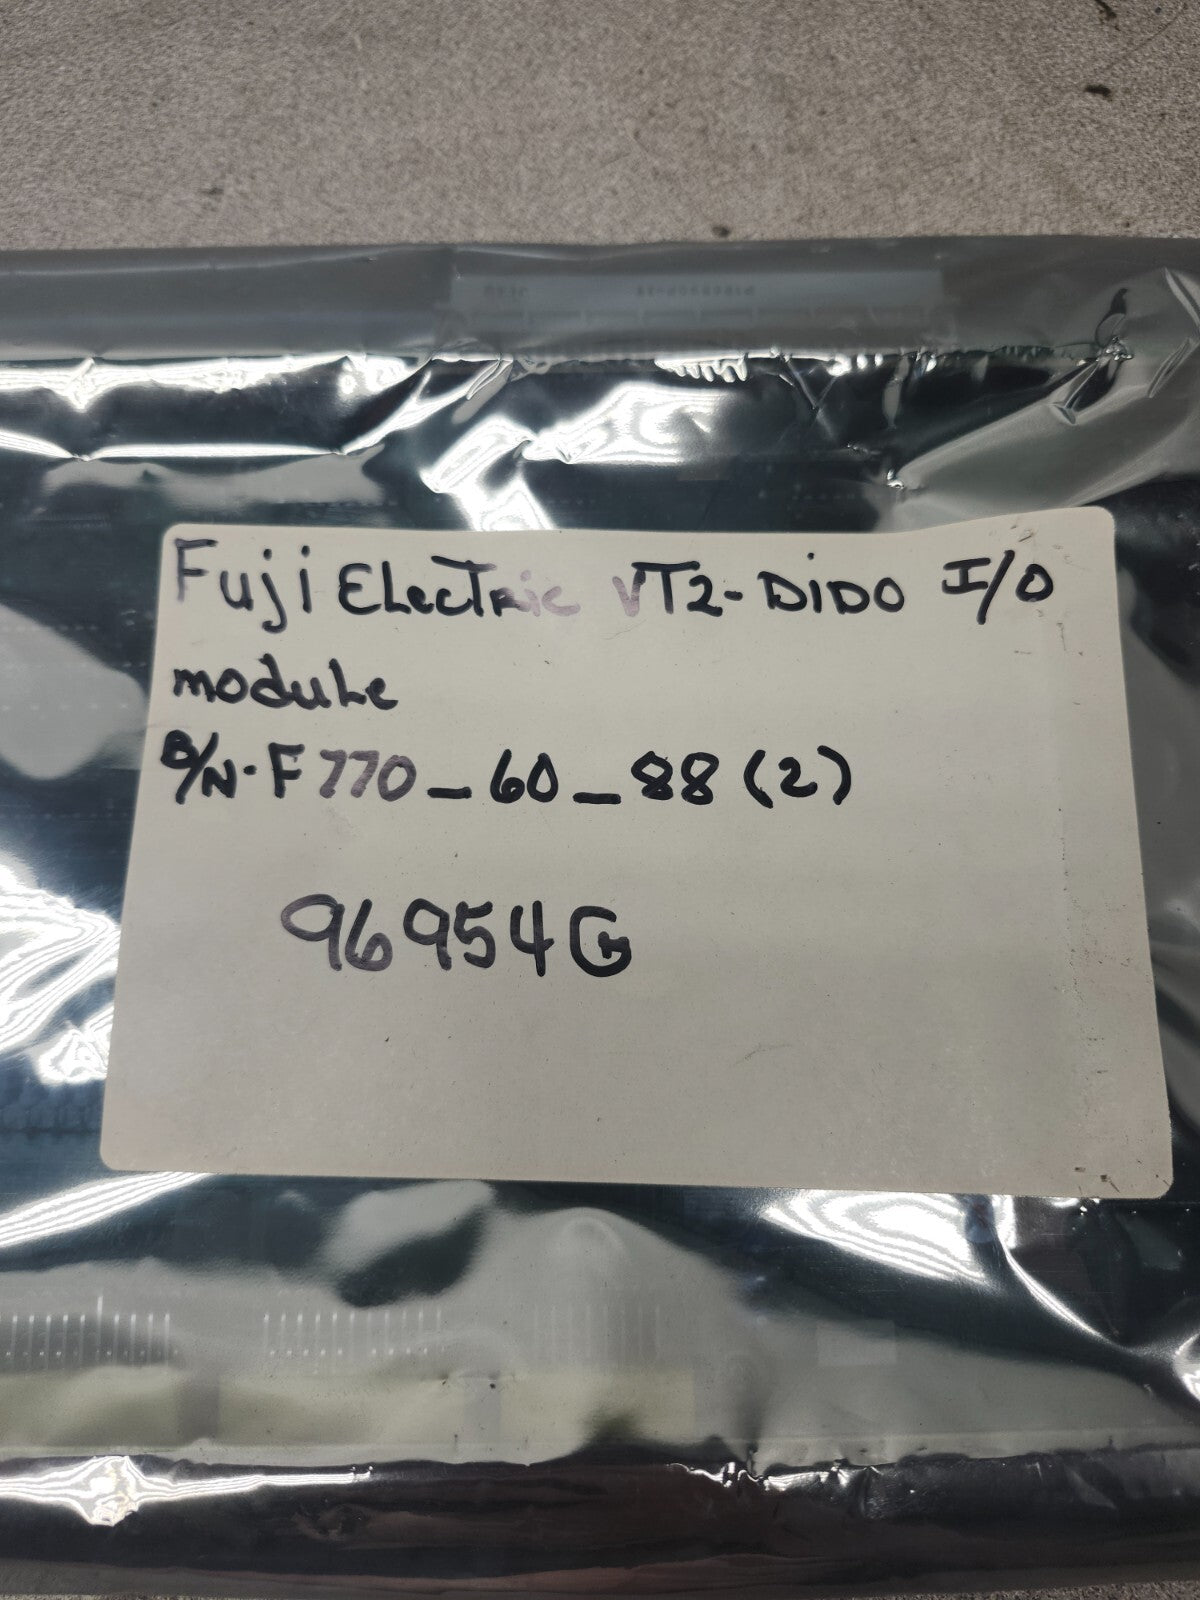 Fuji Electric VT2-DIDO I/O
module
P/N. F770_60_88 (2)
96954G